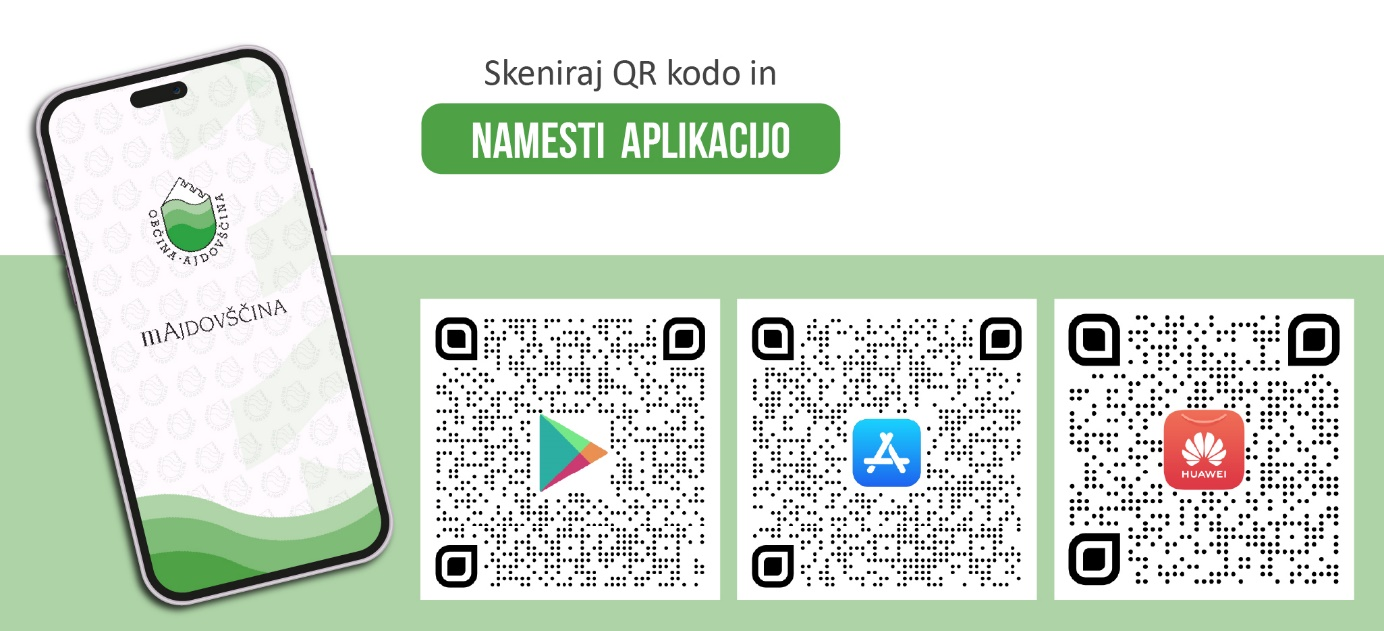 Skeniraj QR kodo in
NAMESTI APLIKACIJO
OBČINA · AJDOVŠČINA
mAJDOVŠČINA
HUAWEI